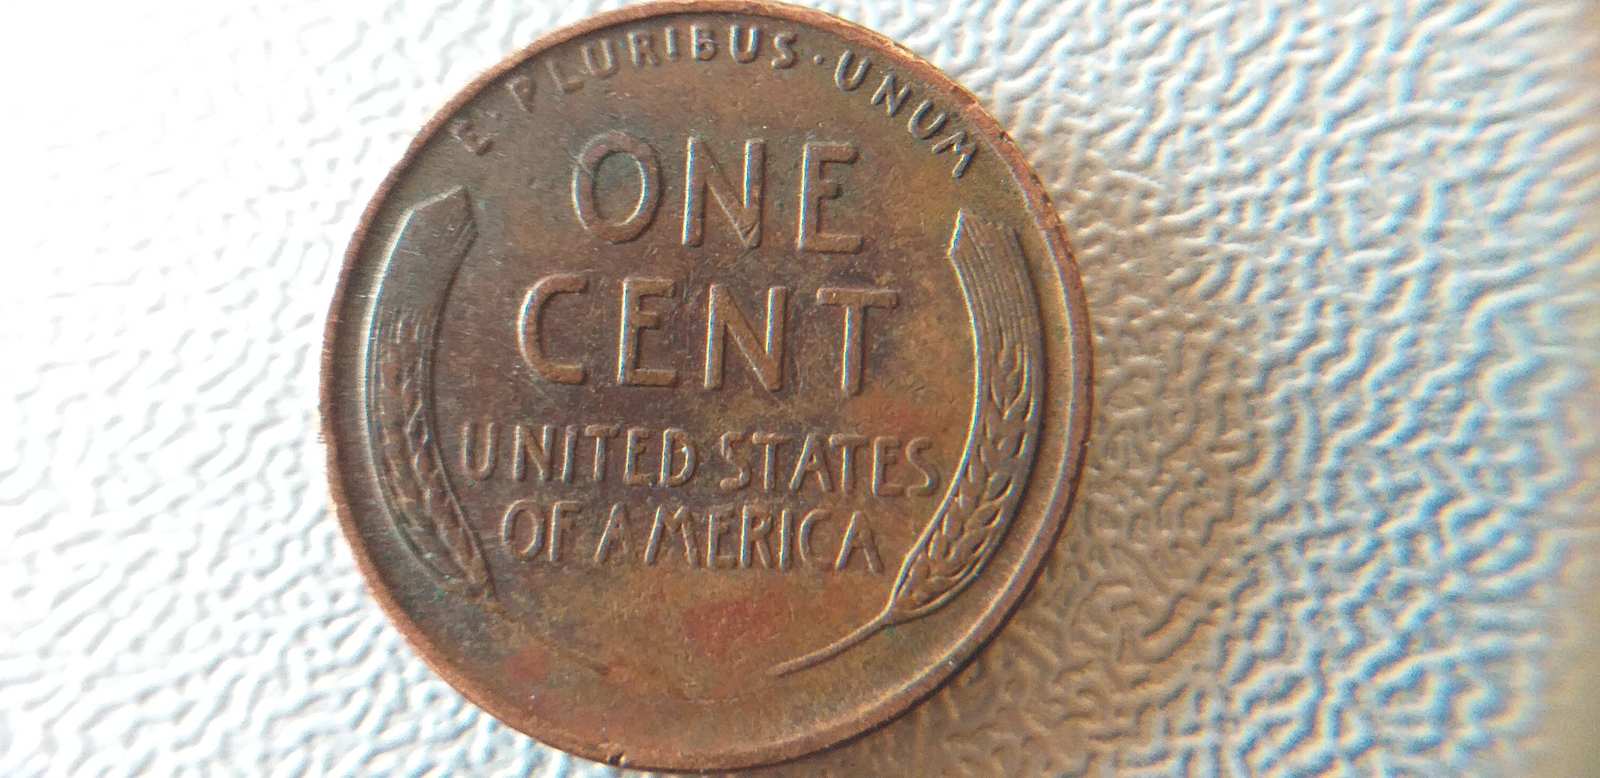 E·PLURIBUS·UNUM
ONE
CENT
UNITED STATES
OF AMERICA